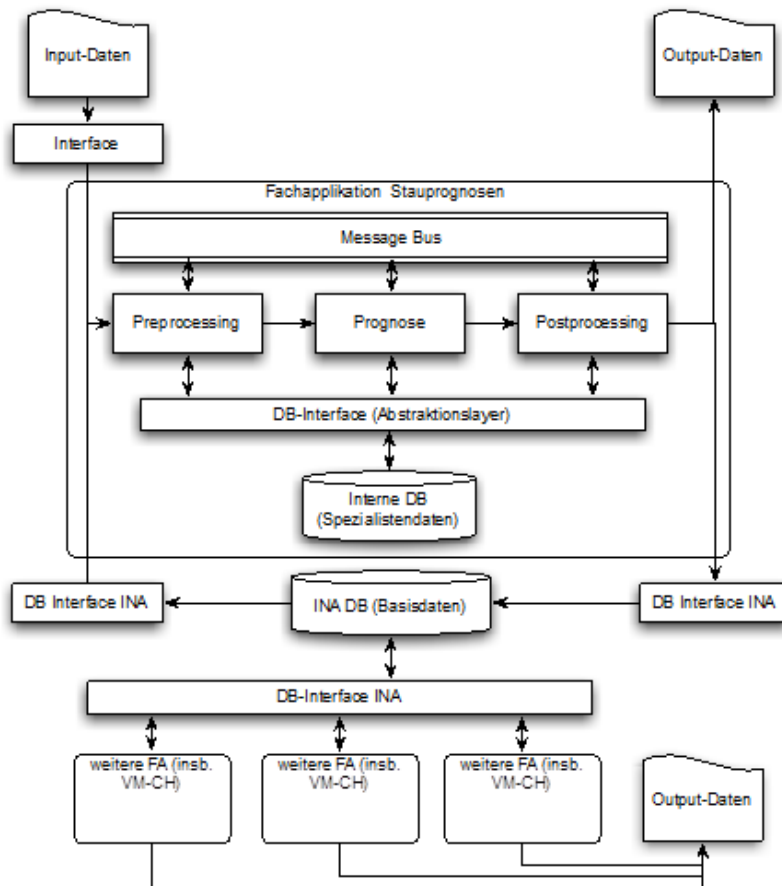 Input-Daten
Output-Daten
Interface
Fachapplikation Stauprognosen
Message Bus
Preprocessing
Prognose
Postprocessing
DB-Interface (Abstraktionslayer)
Interne DB
(Spezialistendaten)
DB Interface INA
INA DB (Basisdaten)
DB Interface INA
DB-Interface INA
weitere FA (insb.
VM-CH)
weitere FA (insb.
VM-CH)
weitere FA (insb.
VM-CH)
Output-Daten